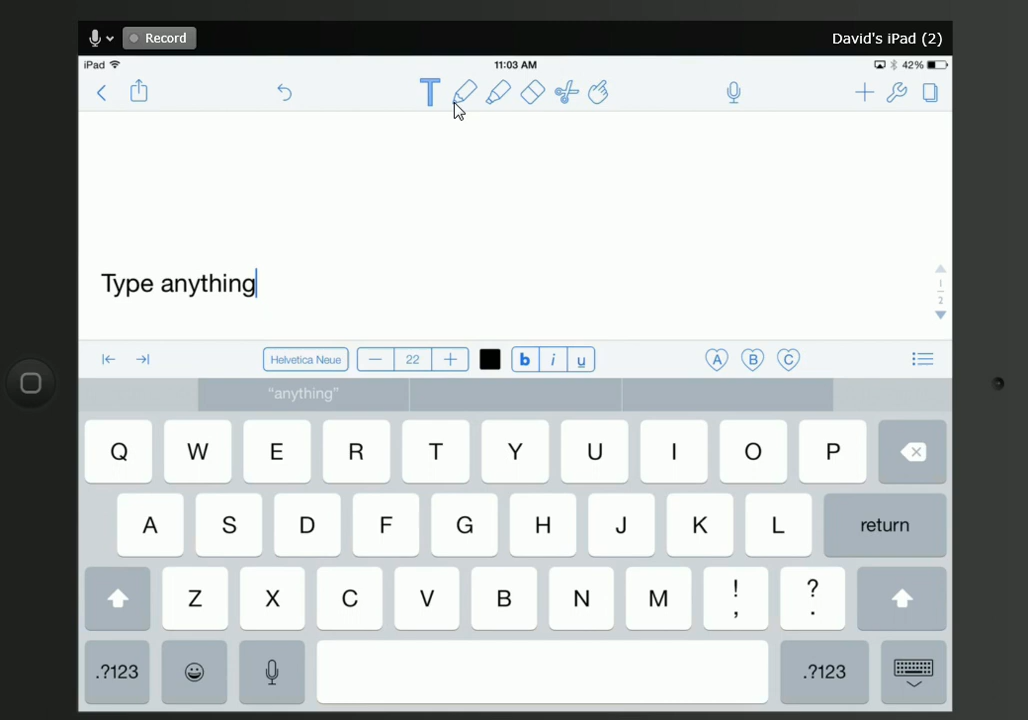 Record
David's iPad (2)
iPad
11:03 AM
42%
T
Type anything
1
2
Helvetica Neue
22
b i u
A B C
“anything”
Q W E R T Y U I O P
A S D F G H J K L return
Z X C V B N M ! , ? .
.?123 .?123